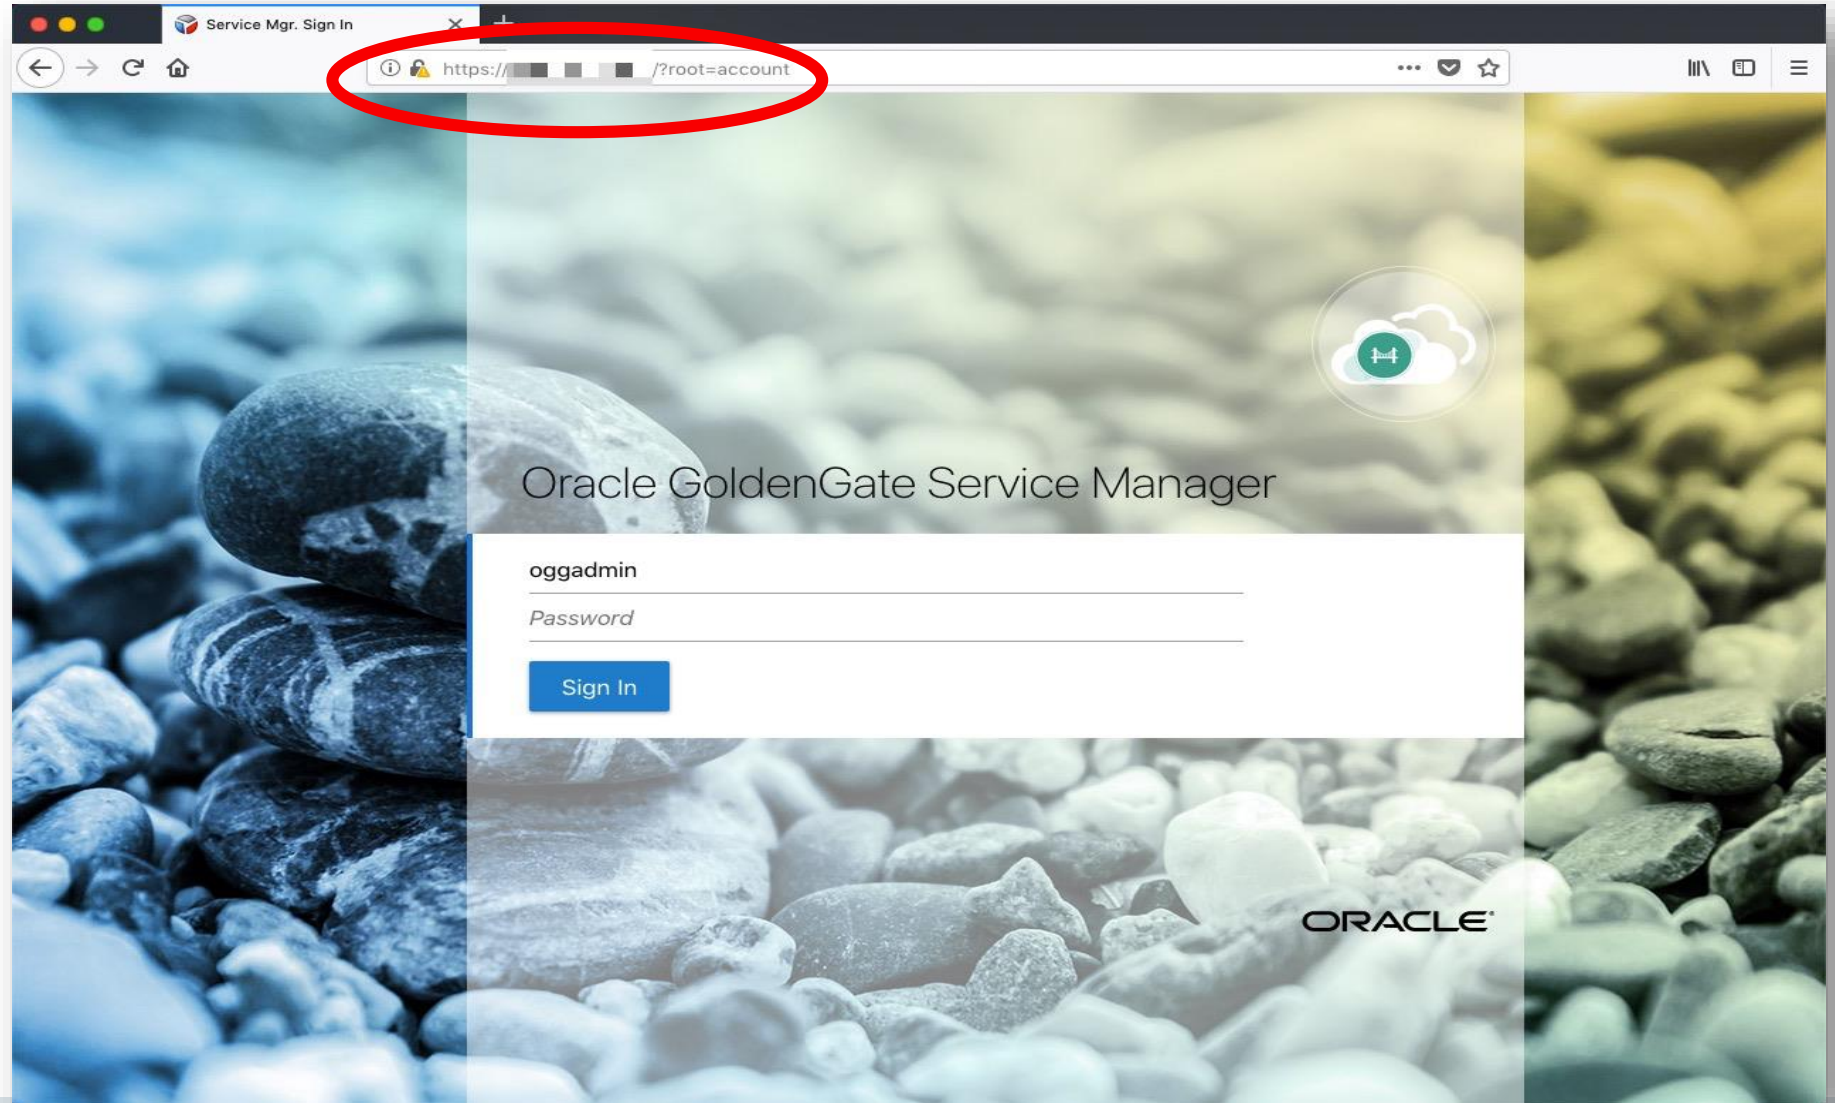 Service Mgr. Sign In
https:// /?root=account
Oracle GoldenGate Service Manager
oggadmin
Password
Sign In
ORACLE